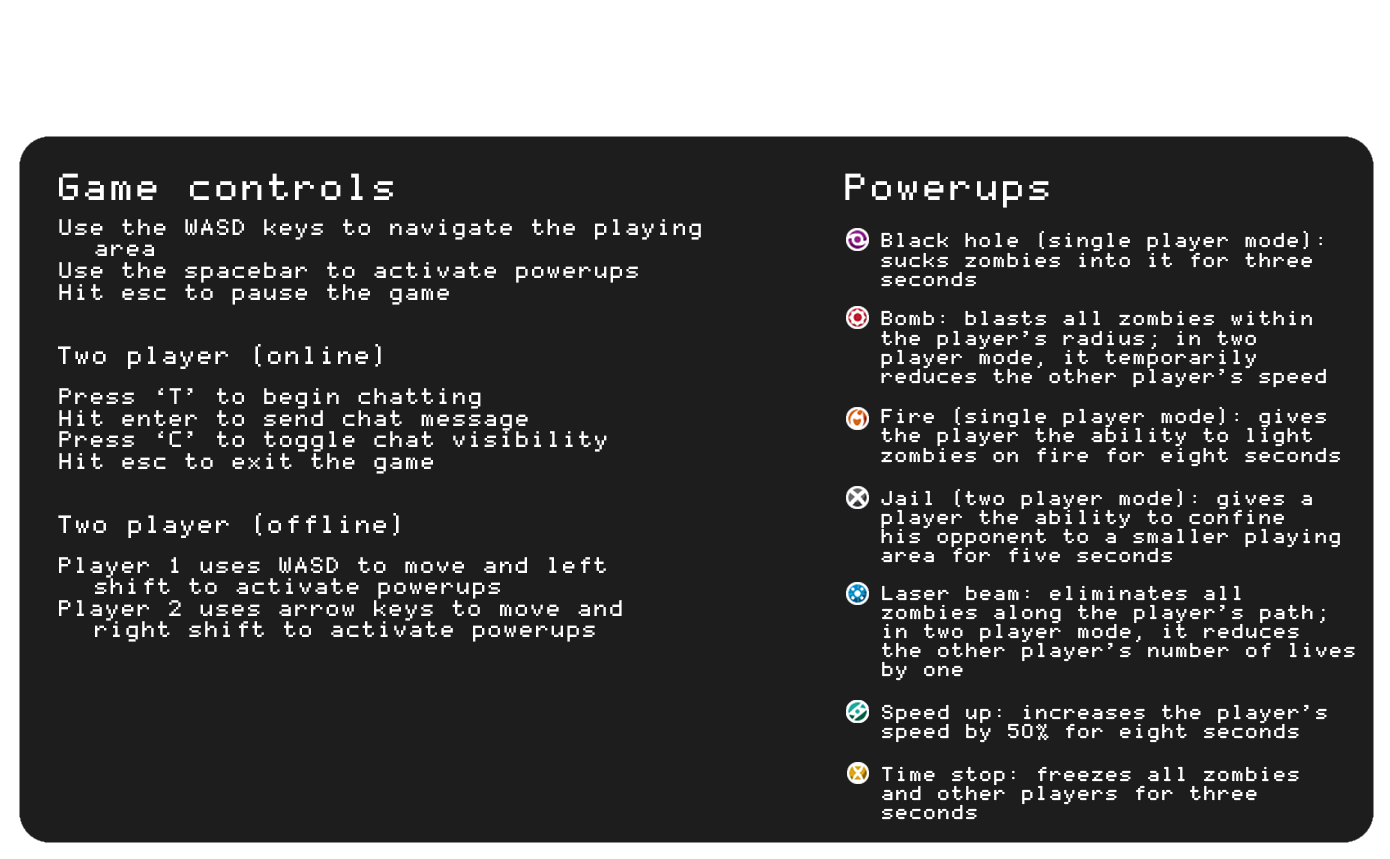 Game controls
Use the WASD keys to navigate the playing
area
Use the spacebar to activate powerups
Hit esc to pause the game
Two player (online)
Press ‘T’ to begin chatting
Hit enter to send chat message
Press ‘C’ to toggle chat visibility
Hit esc to exit the game
Two player (offline)
Player 1 uses WASD to move and left
shift to activate powerups
Player 2 uses arrow keys to move and
right shift to activate powerups
Powerups
Black hole (single player mode):
sucks zombies into it for three
seconds
Bomb: blasts all zombies within
the player’s radius; in two
player mode, it temporarily
reduces the other player’s speed
Fire (single player mode): gives
the player the ability to light
zombies on fire for eight seconds
Jail (two player mode): gives a
player the ability to confine
his opponent to a smaller playing
area for five seconds
Laser beam: eliminates all
zombies along the player’s path;
in two player mode, it reduces
the other player’s number of lives
by one
Speed up: increases the player’s
speed by 50% for eight seconds
Time stop: freezes all zombies
and other players for three
seconds